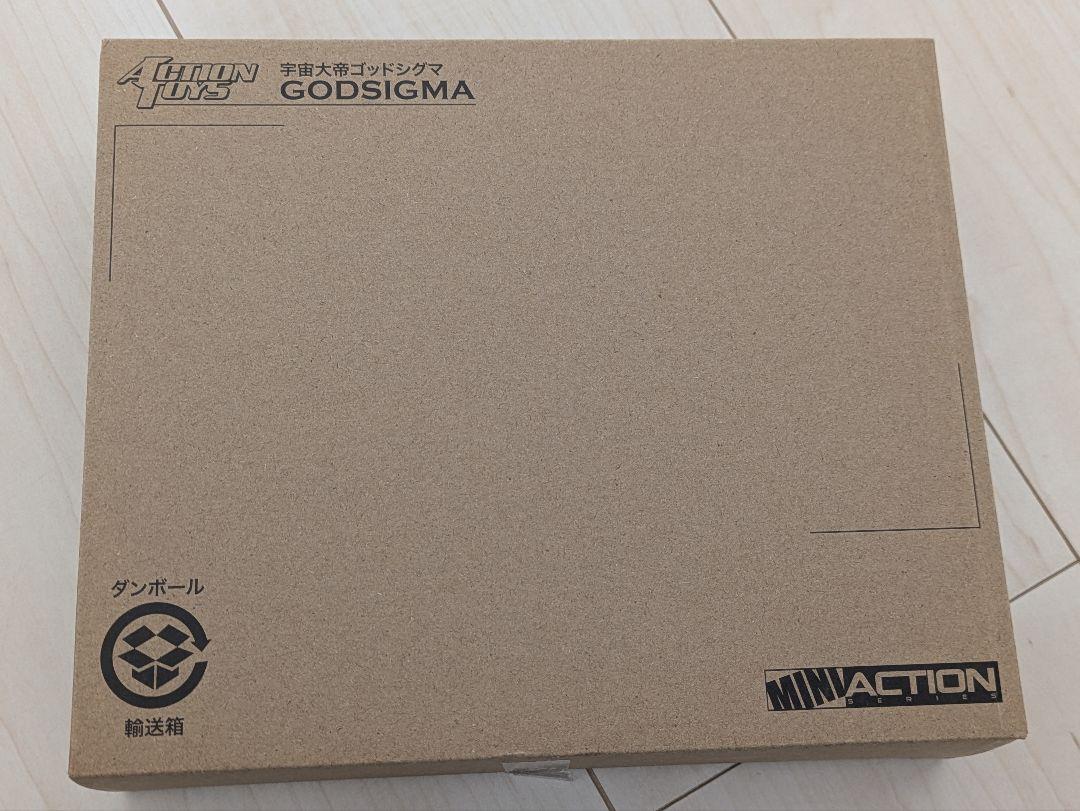 ACTION
TOYS
宇宙大帝ゴッドシグマ
GODSIGMA
ダンボール
輸送箱
MINI ACTION
SERIES